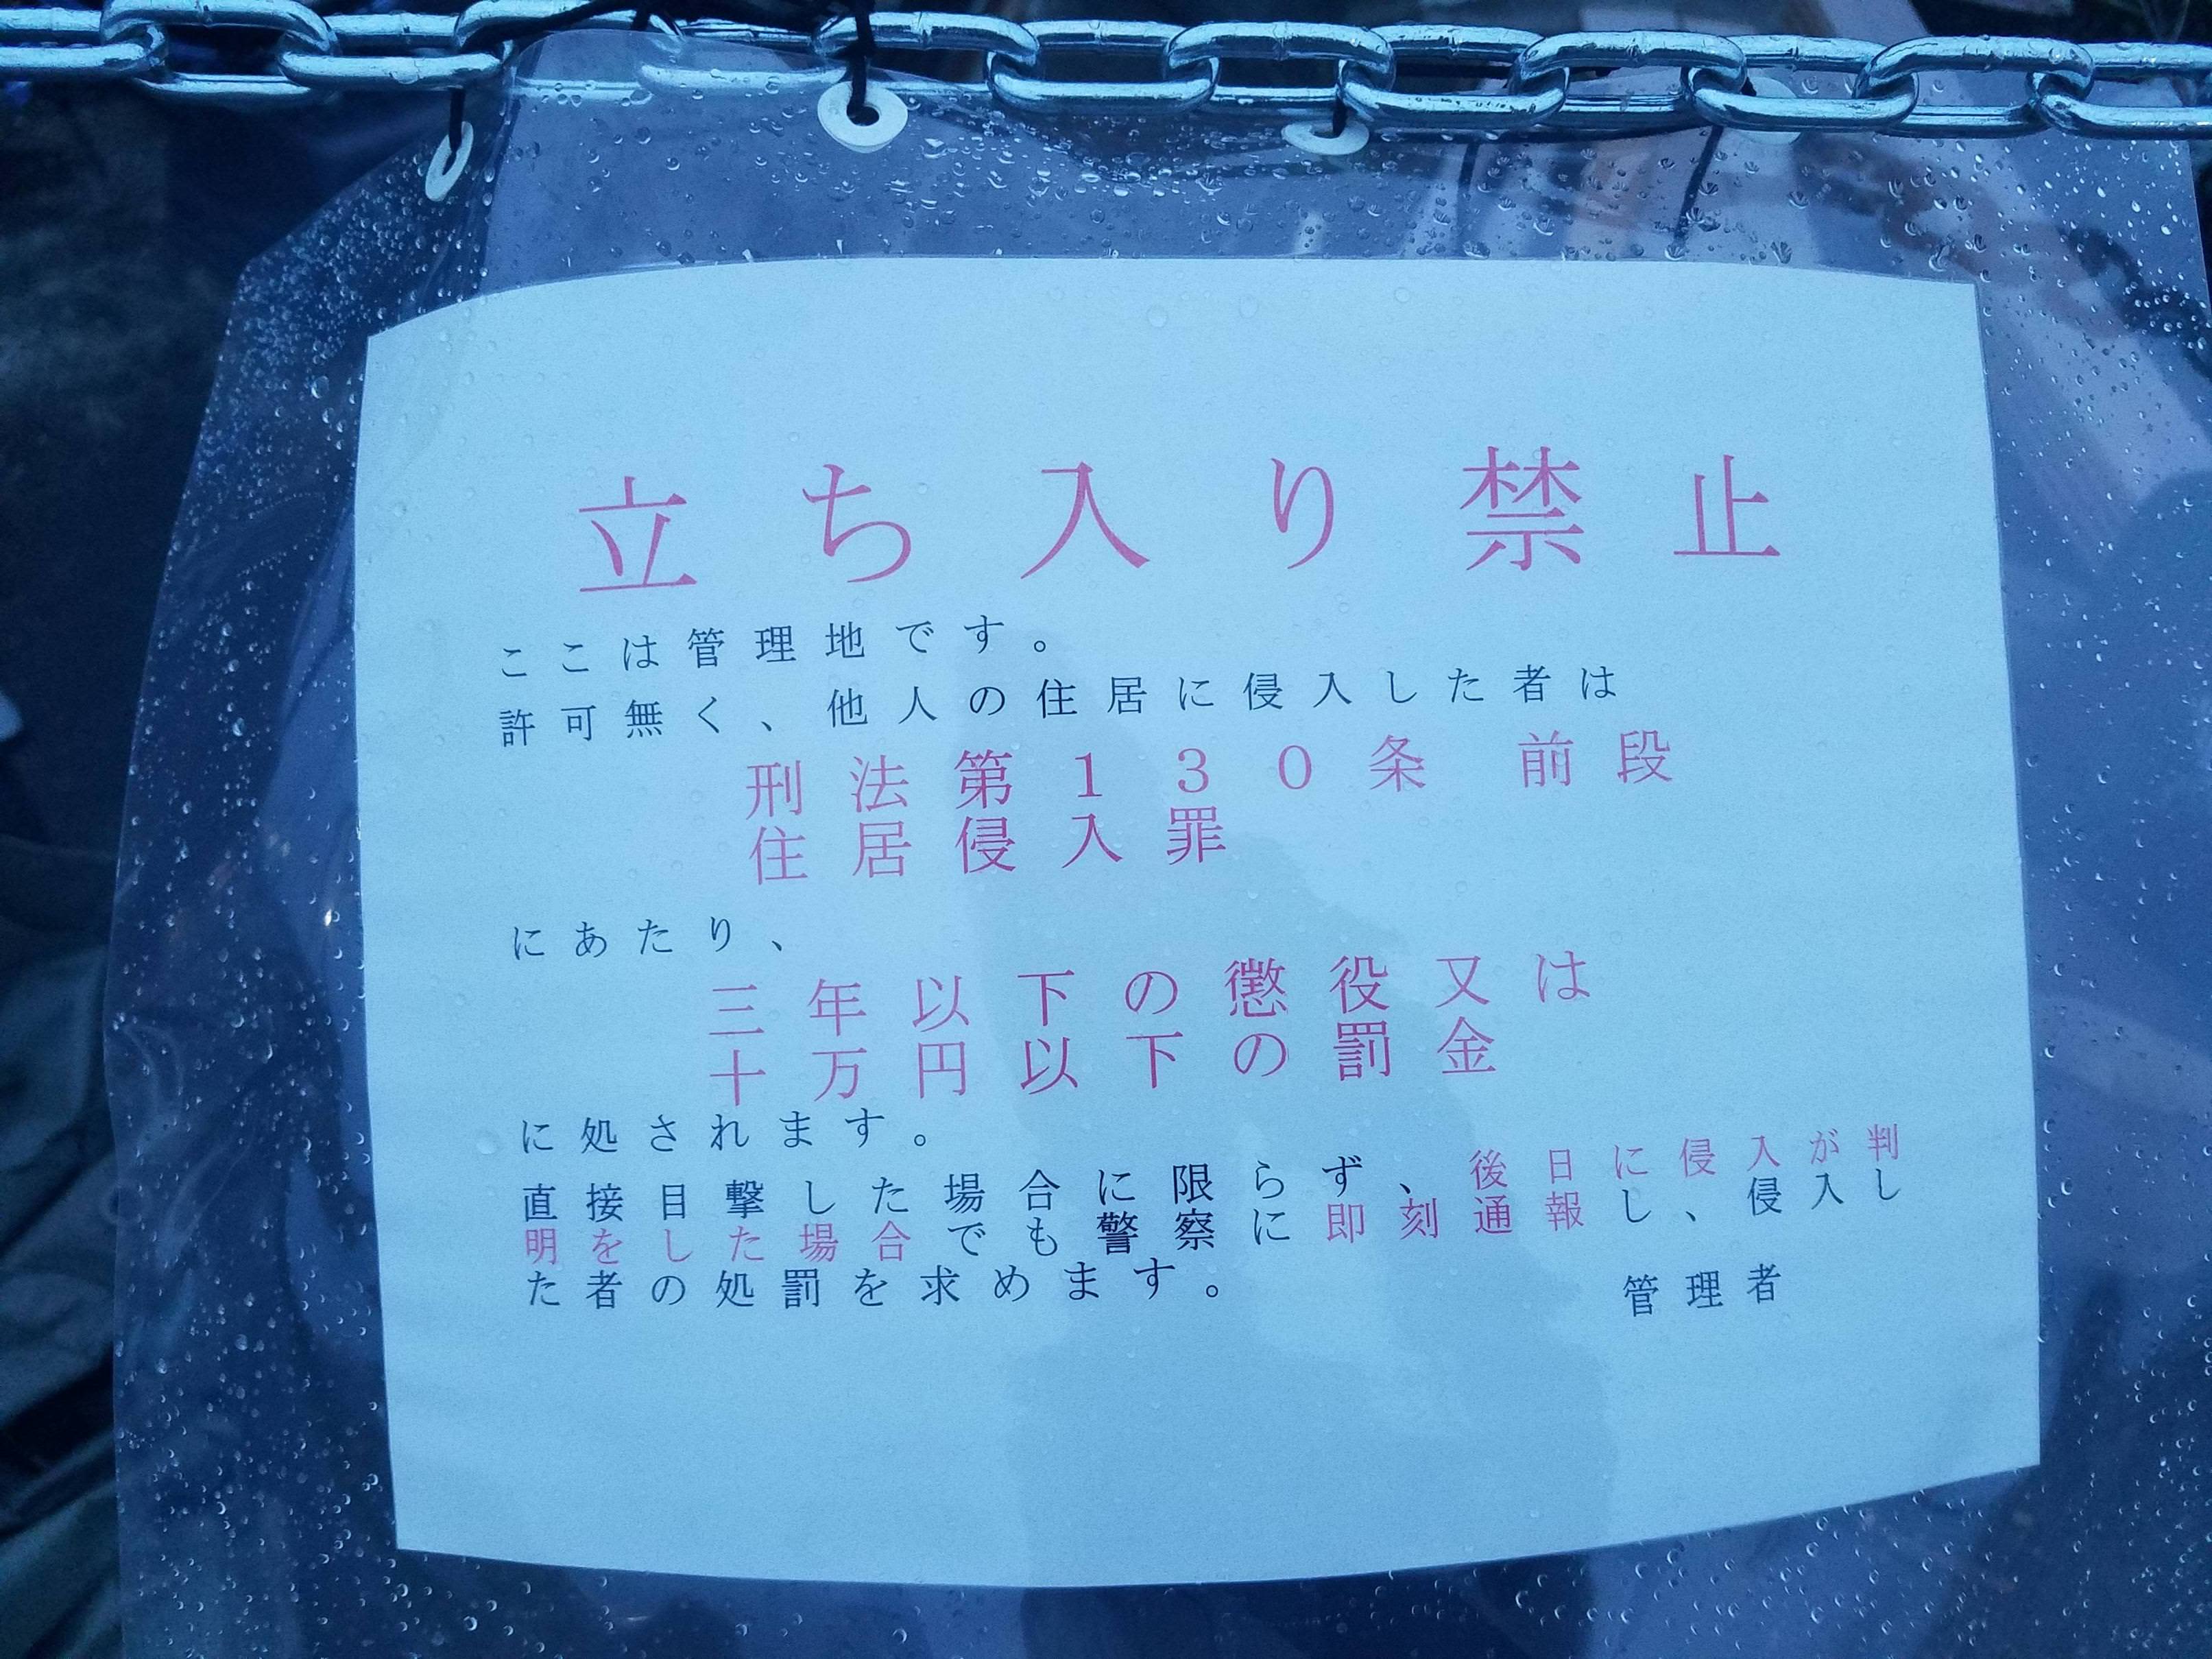 立ち入り禁止
ここは管理地です。
許可無く、他人の住居に侵入した者は
刑法第１３０条　前段
住居侵入罪
にあたり、
三年以下の懲役又は
十万円以下の罰金
に処されます。
直接目撃した場合に限らず、後日に侵入が判
明をした場合でも警察に即刻通報し、侵入し
た者の処罰を求めます。
管理者